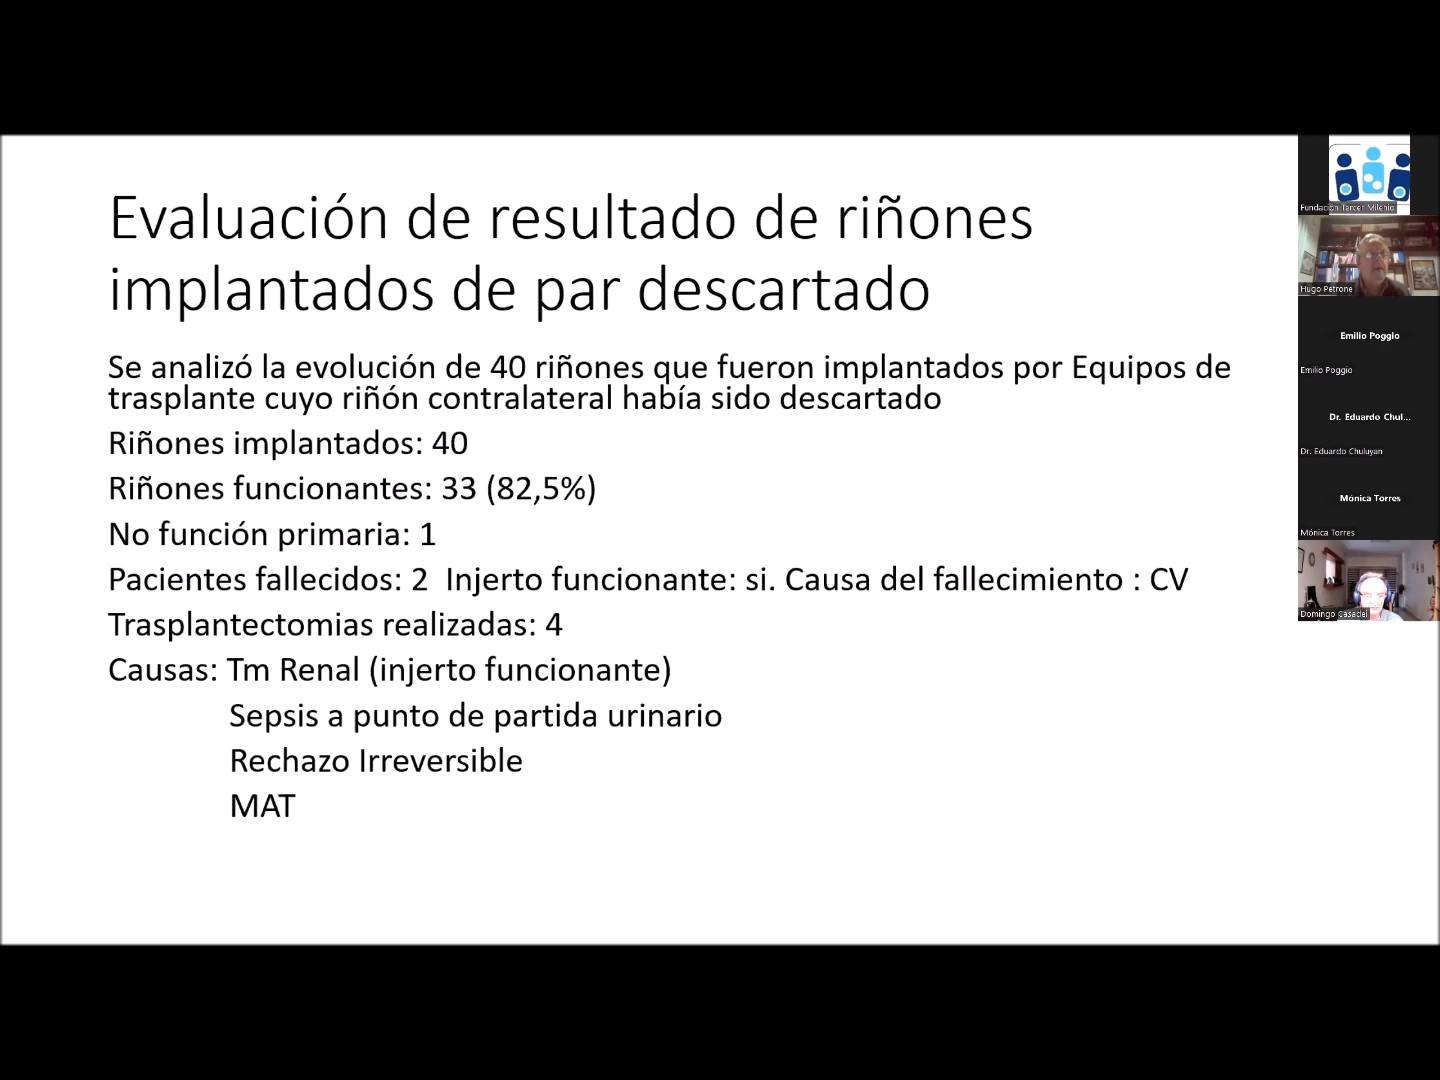 Evaluación de resultado de riñones
implantados de par descartado
Se analizó la evolución de 40 riñones que fueron implantados por Equipos de
trasplante cuyo riñón contralateral había sido descartado
Riñones implantados: 40
Riñones funcionantes: 33 (82,5%)
No función primaria: 1
Pacientes fallecidos: 2  Injerto funcionante: si. Causa del fallecimiento : CV
Trasplantectomias realizadas: 4
Causas: Tm Renal (injerto funcionante)
Sepsis a punto de partida urinario
Rechazo Irreversible
MAT
Fundación Tercer Milenio
Hugo Petrone
Emilio Poggio
Emilio Poggio
Dr. Eduardo Chul...
Dr. Eduardo Chuluyan
Mónica Torres
Mónica Torres
Domingo Casadei